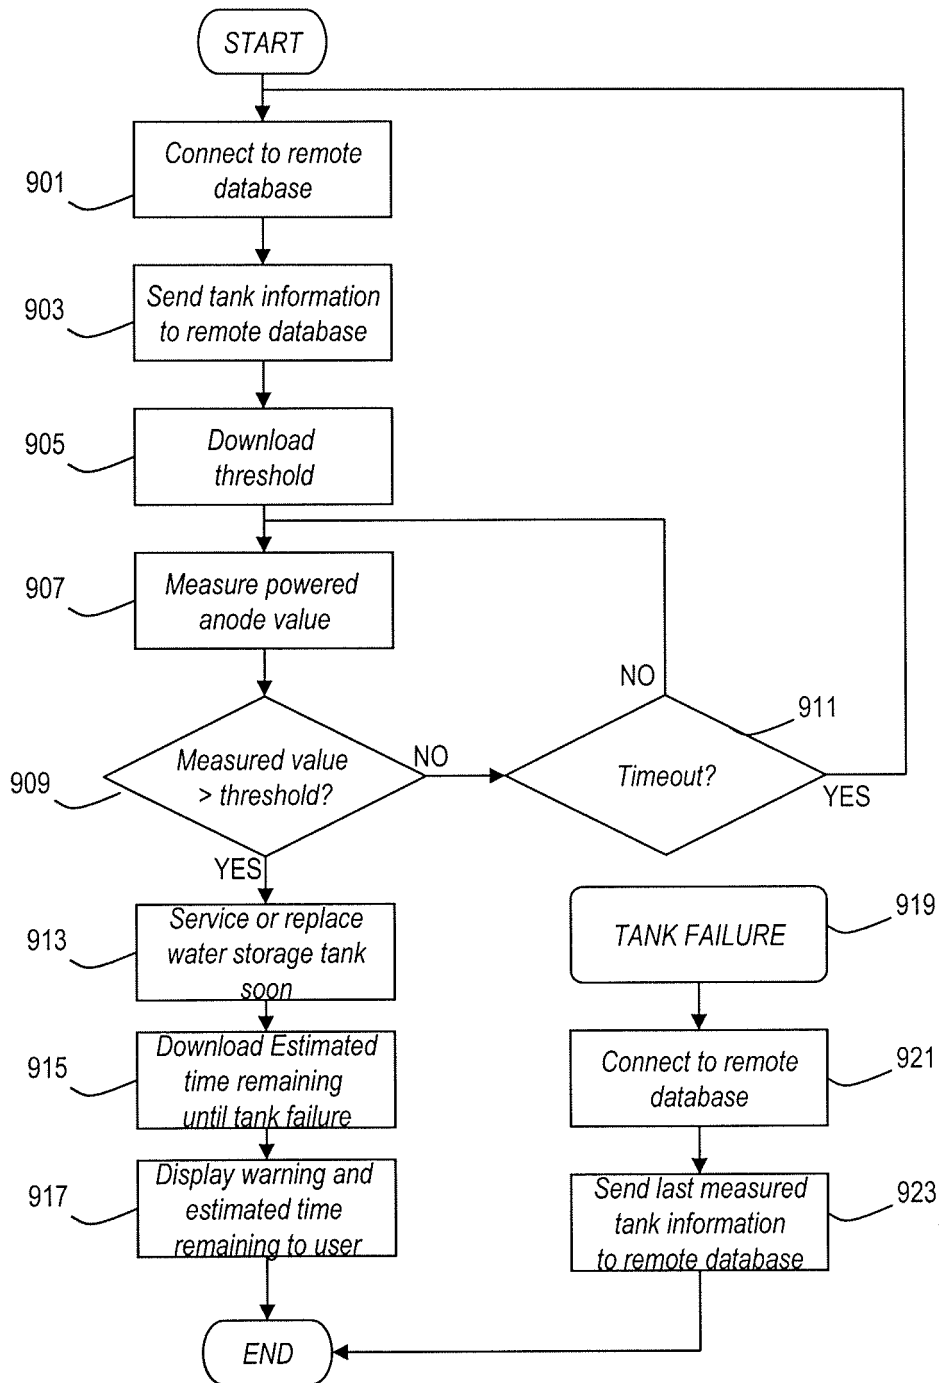 START
Connect to remote
database
901
Send tank information
to remote database
903
Download
threshold
905
Measure powered
anode value
907
NO
911
Measured value
> threshold?
909
NO
Timeout?
YES
YES
Service or replace
water storage tank
soon
913
TANK FAILURE
919
Download Estimated
time remaining
until tank failure
915
Connect to remote
database
921
Display warning and
estimated time
remaining to user
917
Send last measured
tank information
to remote database
923
END